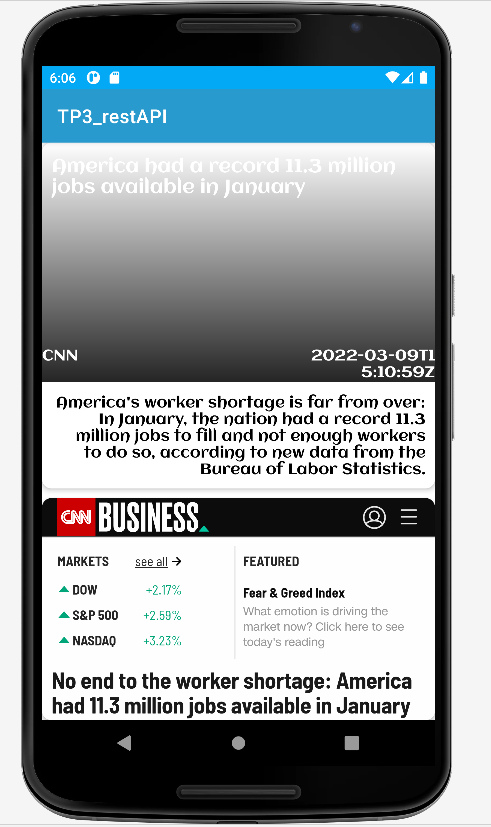 6:06
TP3_restAPI
America had a record 11.3 million
jobs available in January
CNN
2022-03-09T1
5:10:59Z
America's worker shortage is far from over:
In January, the nation had a record 11.3
million jobs to fill and not enough workers
to do so, according to new data from the
Bureau of Labor Statistics.
CNN BUSINESS
MARKETS see all →
DOW +2.17%
S&P 500 +2.59%
NASDAQ +3.23%
FEATURED
Fear & Greed Index
What emotion is driving the
market now? Click here to see
today's reading
No end to the worker shortage: America
had 11.3 million jobs available in January